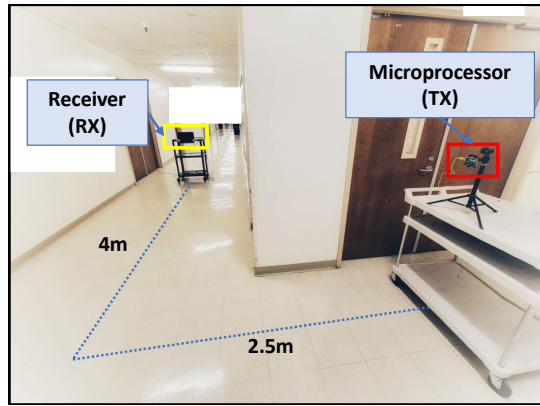 Receiver
(RX)
Microprocessor
(TX)
4m
2.5m